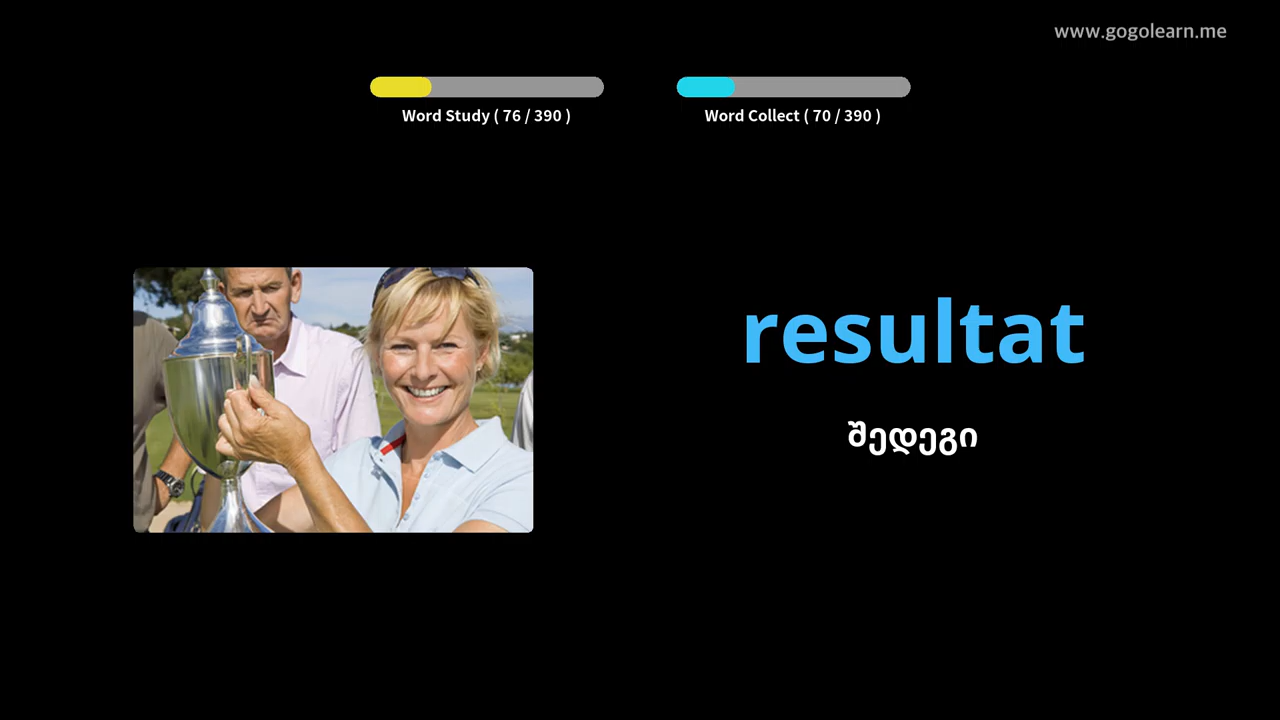 www.gogolearn.me
Word Study ( 76 / 390 )
Word Collect ( 70 / 390 )
resultat
შედეგი